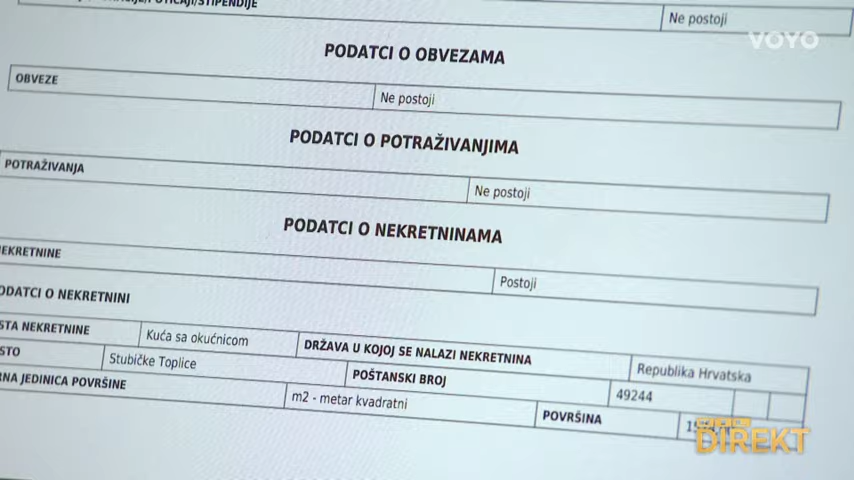 Ne postoji
VOYO
PODATCI O OBVEZAMA
OBVEZE Ne postoji
PODATCI O POTRAŽIVANJIMA
POTRAŽIVANJA Ne postoji
PODATCI O NEKRETNINAMA
EKRETNINE Postoji
ODATCI O NEKRETNINI
STA NEKRETNINE Kuća sa okućnicom DRŽAVA U KOJOJ SE NALAZI NEKRETNINA Republika Hrvatska
STO Stubičke Toplice POŠTANSKI BROJ 49244
RNA JEDINICA POVRŠINE m2 - metar kvadratni POVRŠINA
DIREKT